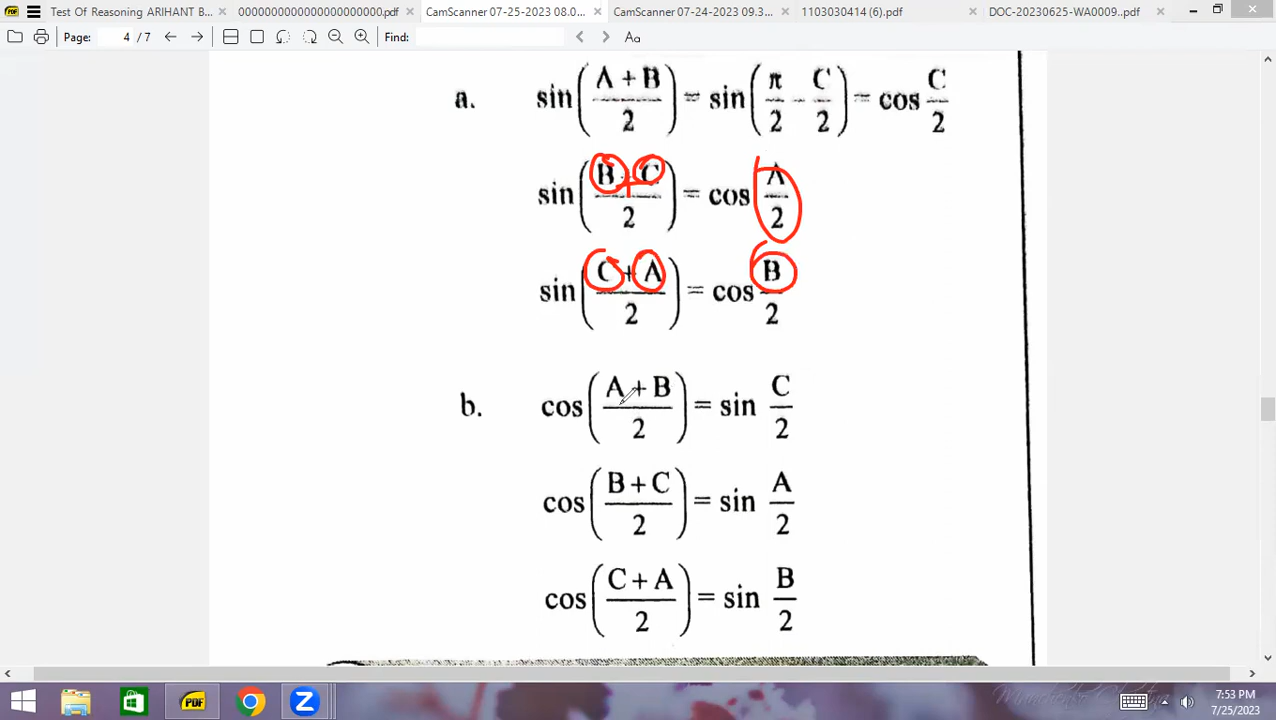 Test Of Reasoning ARIHANT B...
000000000000000000000.pdf
CamScanner 07-25-2023 08.0...
CamScanner 07-24-2023 09.3...
1103030414 (6).pdf
DOC-20230625-WA0009..pdf
Page: 4 / 7
Find:
Aa
a. sin(A + B / 2) = sin(π/2 − C/2) = cos C/2
sin(B + C / 2) = cos A/2
sin(C + A / 2) = cos B/2
b. cos(A + B / 2) = sin C/2
cos(B + C / 2) = sin A/2
cos(C + A / 2) = sin B/2
PDF
7:53 PM
7/25/2023